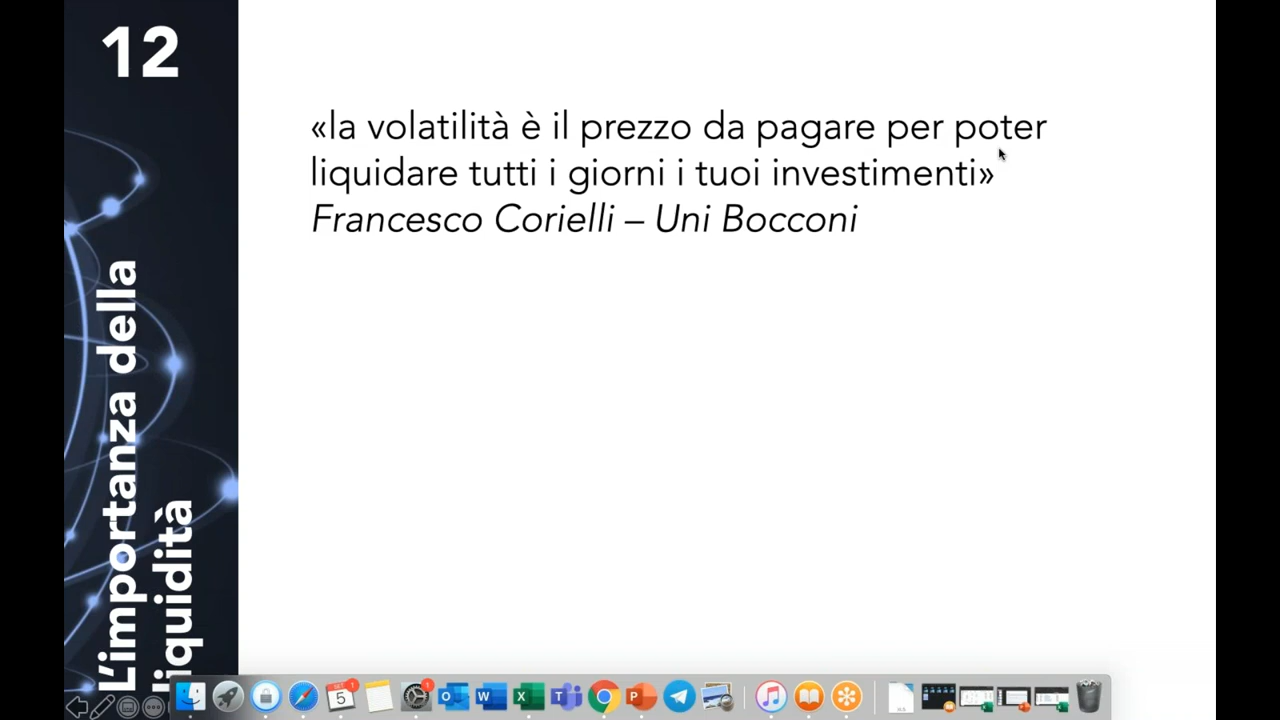 12
L'importanza della
liquidità
«la volatilità è il prezzo da pagare per poter
liquidare tutti i giorni i tuoi investimenti»
Francesco Corielli – Uni Bocconi
5